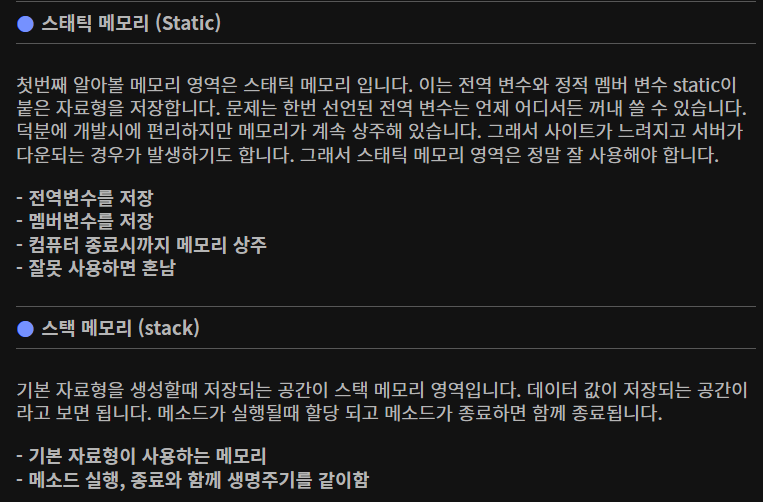 스태틱 메모리 (Static)
첫번째 알아볼 메모리 영역은 스태틱 메모리 입니다. 이는 전역 변수와 정적 멤버 변수 static이
붙은 자료형을 저장합니다. 문제는 한번 선언된 전역 변수는 언제 어디서든 꺼내 쓸 수 있습니다.
덕분에 개발시에 편리하지만 메모리가 계속 상주해 있습니다. 그래서 사이트가 느려지고 서버가
다운되는 경우가 발생하기도 합니다. 그래서 스태틱 메모리 영역은 정말 잘 사용해야 합니다.
- 전역변수를 저장
- 멤버변수를 저장
- 컴퓨터 종료시까지 메모리 상주
- 잘못 사용하면 혼남
스택 메모리 (stack)
기본 자료형을 생성할때 저장되는 공간이 스택 메모리 영역입니다. 데이터 값이 저장되는 공간이
라고 보면 됩니다. 메소드가 실행될때 할당 되고 메소드가 종료하면 함께 종료됩니다.
- 기본 자료형이 사용하는 메모리
- 메소드 실행, 종료와 함께 생명주기를 같이함